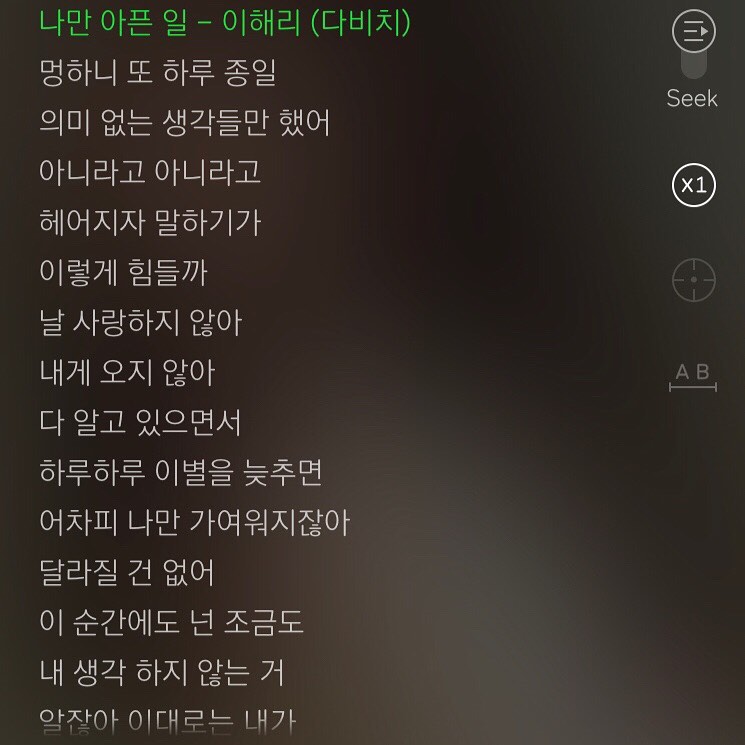 나만 아픈 일 – 이해리 (다비치)
멍하니 또 하루 종일
의미 없는 생각들만 했어
아니라고 아니라고
헤어지자 말하기가
이렇게 힘들까
날 사랑하지 않아
내게 오지 않아
다 알고 있으면서
하루하루 이별을 늦추면
어차피 나만 가여워지잖아
달라질 건 없어
이 순간에도 넌 조금도
내 생각 하지 않는 거
알잖아 이대로는 내가
Seek
x1
A B